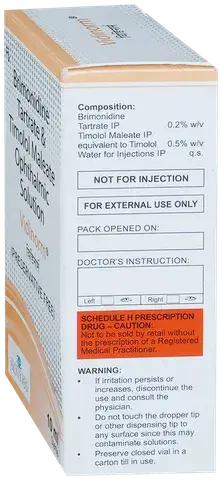 Brimonidine
Tartrate &
Timolol Maleate
Ophthalmic
Solution
Composition:
Brimonidine
Tartrate IP 0.2% w/v
Timolol Maleate IP
equivalent to Timolol 0.5% w/v
Water for Injections IP q.s.
NOT FOR INJECTION
FOR EXTERNAL USE ONLY
PACK OPENED ON:
DOCTOR'S INSTRUCTION:
Left Right
SCHEDULE H PRESCRIPTION
DRUG – CAUTION:
Not to be sold by retail without
the prescription of a Registered
Medical Practitioner.
WARNING:
• If irritation persists or
increases, discontinue the
use and consult the
physician.
• Do not touch the dropper tip
or other dispensing tip to
any surface since this may
contaminate solutions.
• Preserve closed vial in a
carton till in use.